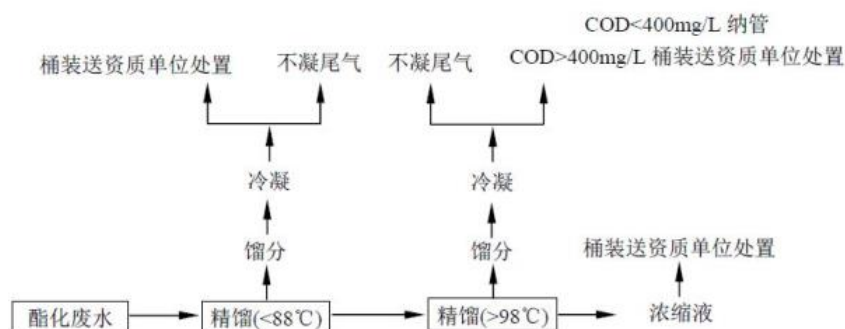 COD<400mg/L 纳管
桶装送资质单位处置 不凝尾气 不凝尾气 COD>400mg/L 桶装送资质单位处置
冷凝 冷凝
馏分 馏分 桶装送资质单位处置
酯化废水 精馏(<88℃) 精馏(>98℃) 浓缩液